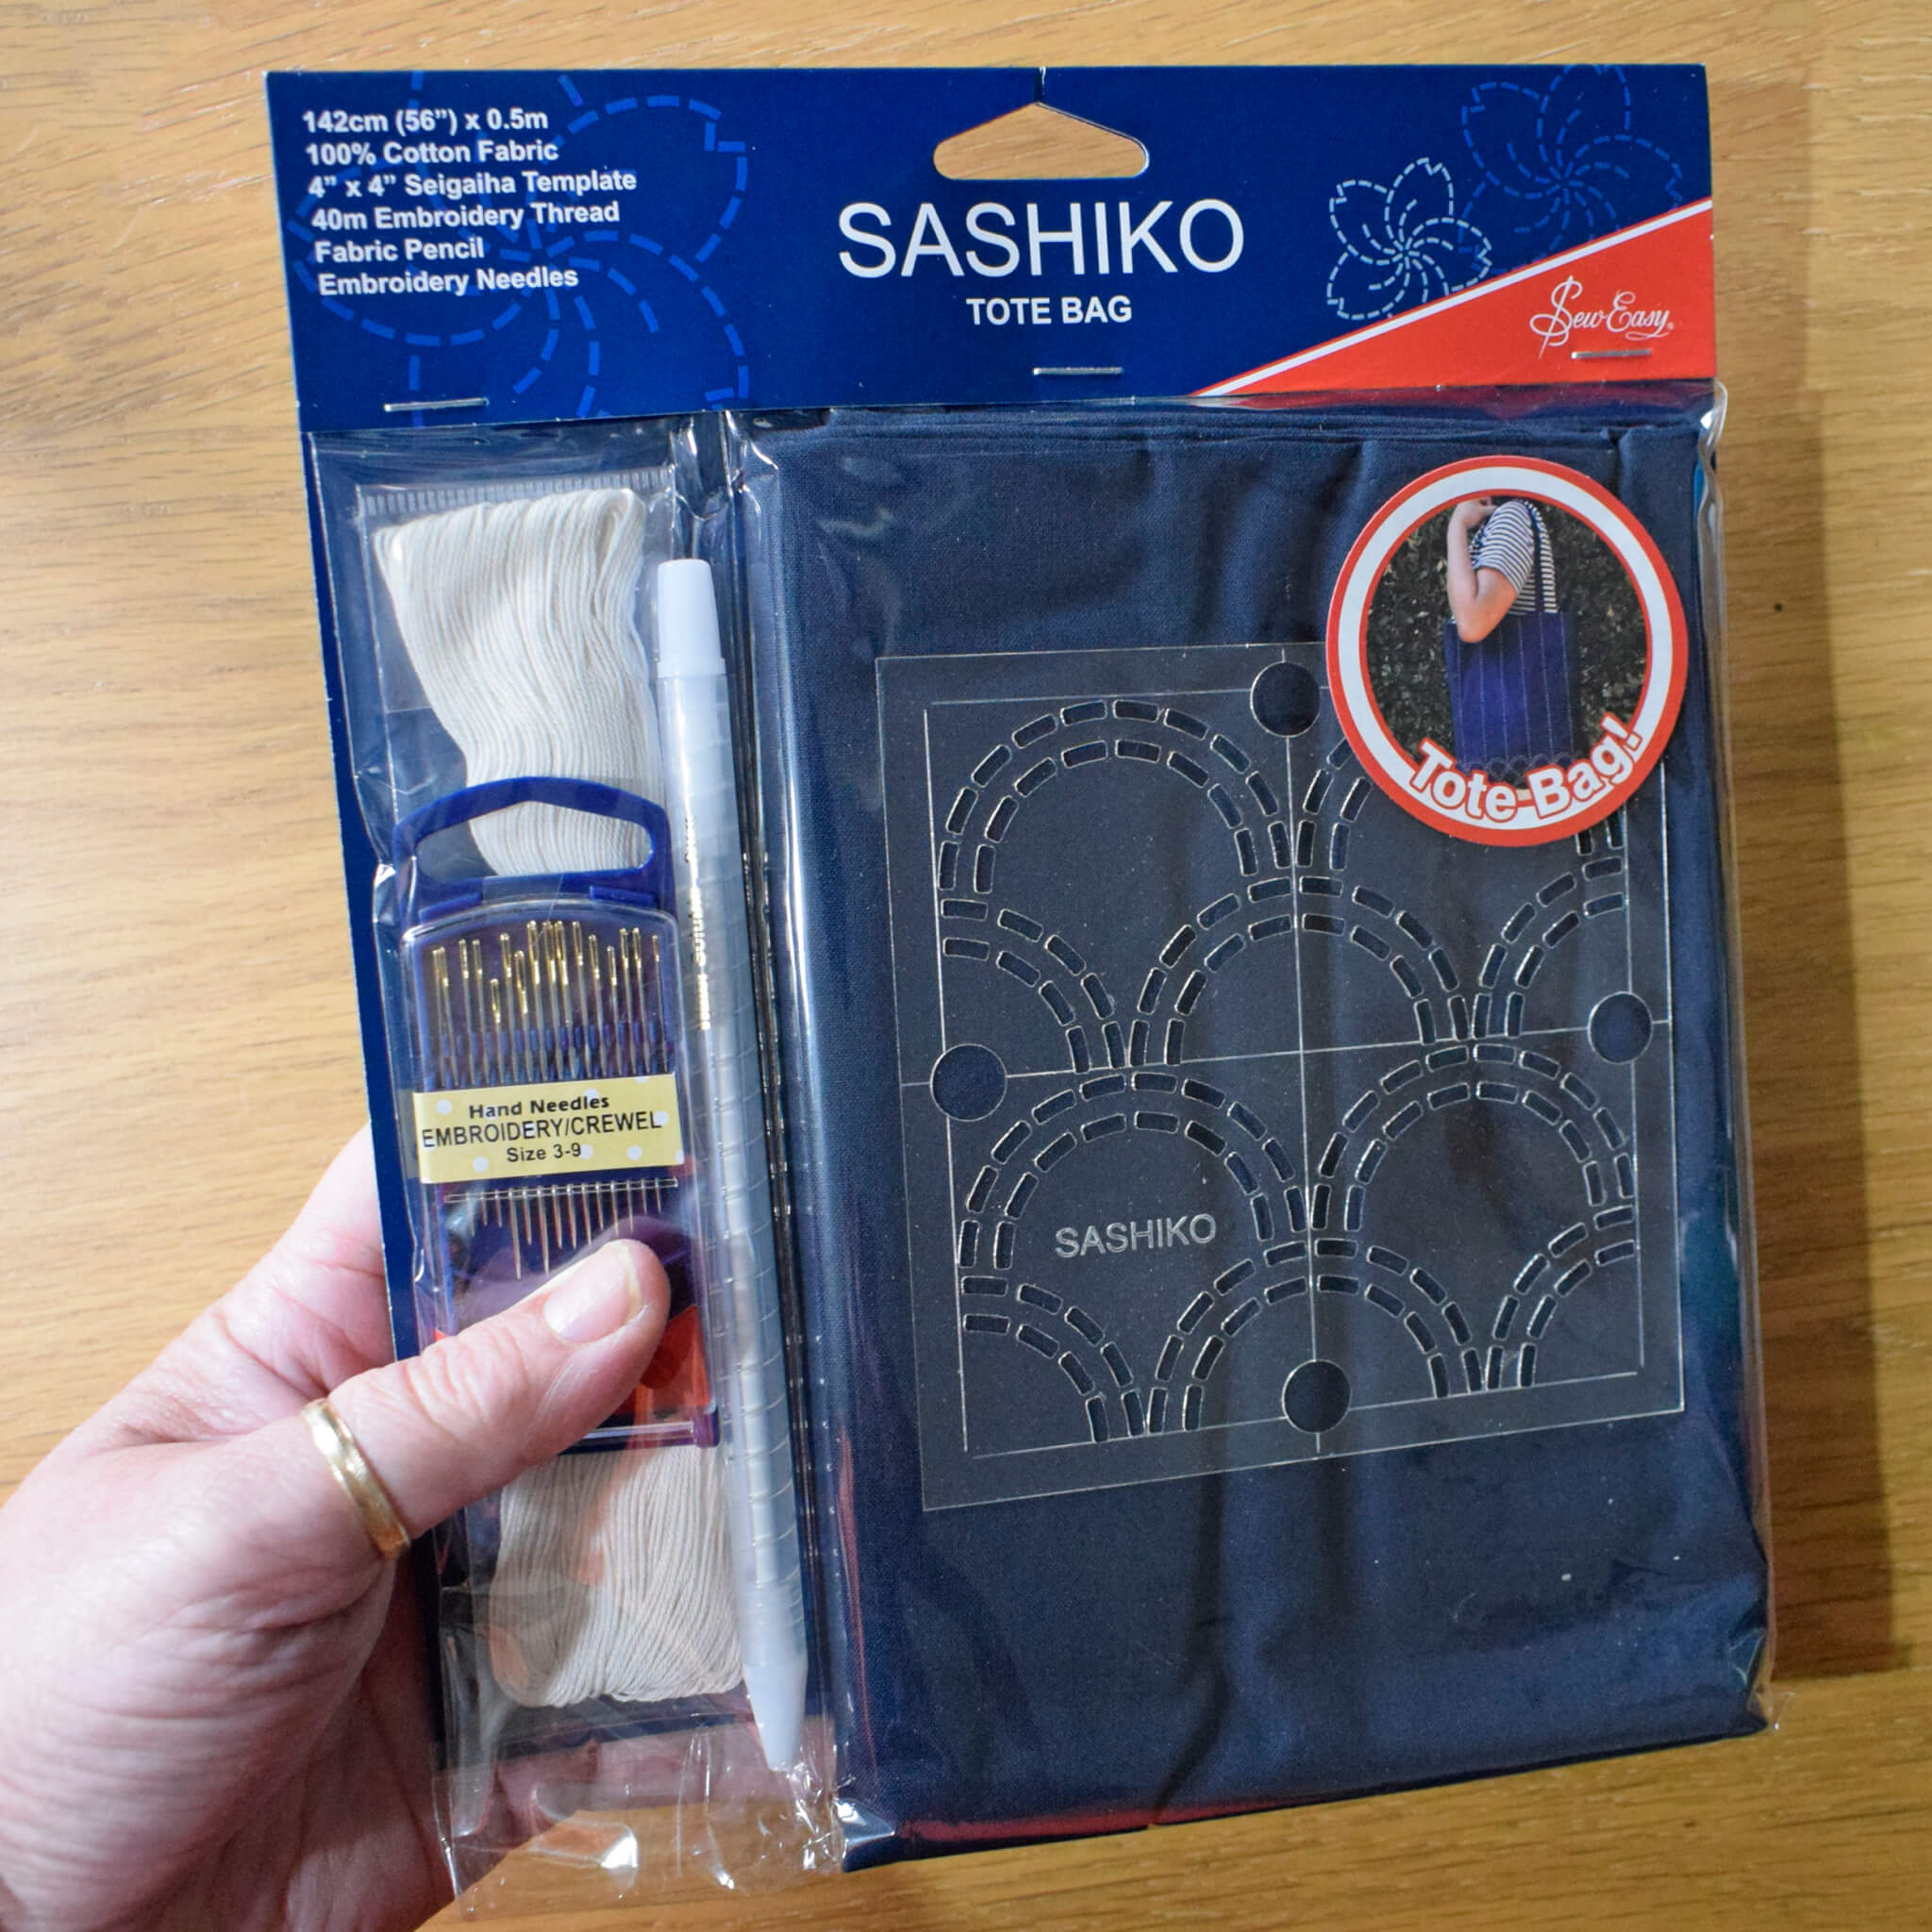 142cm (56”) x 0.5m
100% Cotton Fabric
4” x 4” Seigaiha Template
40m Embroidery Thread
Fabric Pencil
Embroidery Needles
SASHIKO
TOTE BAG
Sew Easy®
Tote-Bag!
Hand Needles
EMBROIDERY/CREWEL
Size 3-9
SASHIKO